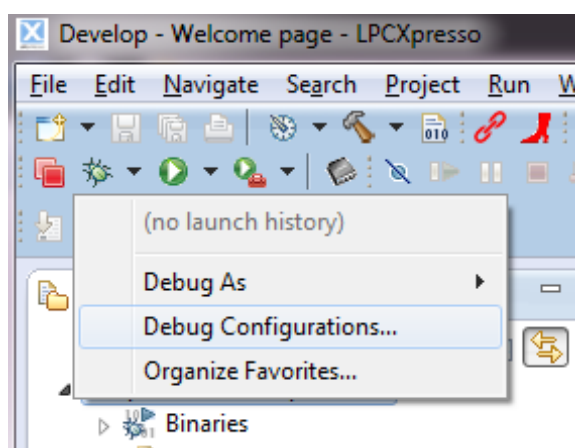 Develop - Welcome page - LPCXpresso
File Edit Navigate Search Project Run
010
(no launch history)
Debug As
Debug Configurations...
Organize Favorites...
Binaries